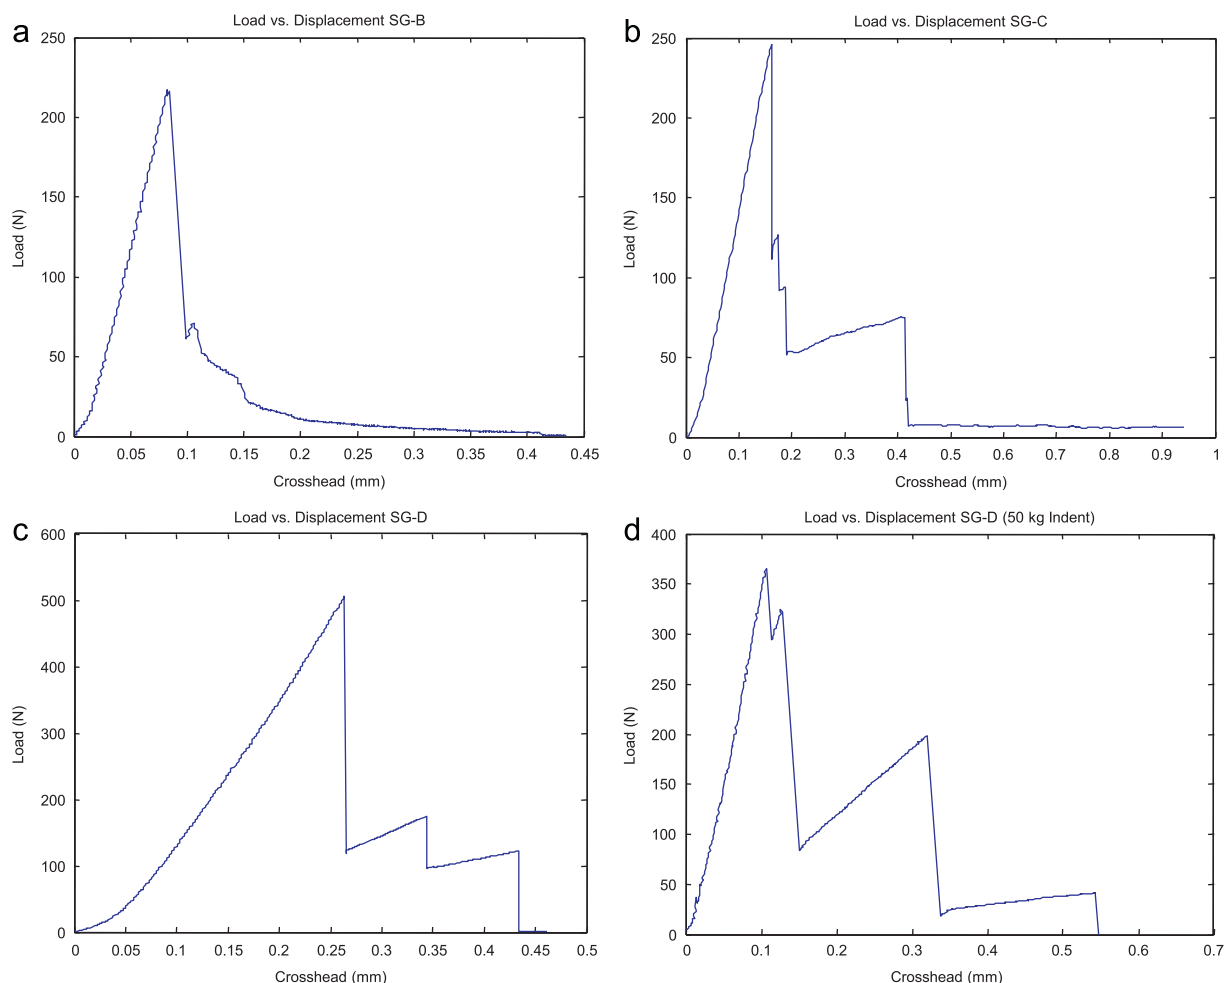 a
Load vs. Displacement SG-B
250
200
150
100
50
0
0 0.05 0.1 0.15 0.2 0.25 0.3 0.35 0.4 0.45
Load (N)
Crosshead (mm)
b
Load vs. Displacement SG-C
250
200
150
100
50
0
0 0.1 0.2 0.3 0.4 0.5 0.6 0.7 0.8 0.9 1
Load (N)
Crosshead (mm)
c
Load vs. Displacement SG-D
600
500
400
300
200
100
0
0 0.05 0.1 0.15 0.2 0.25 0.3 0.35 0.4 0.45 0.5
Load (N)
Crosshead (mm)
d
Load vs. Displacement SG-D (50 kg Indent)
400
350
300
250
200
150
100
50
0
0 0.1 0.2 0.3 0.4 0.5 0.6 0.7
Load (N)
Crosshead (mm)